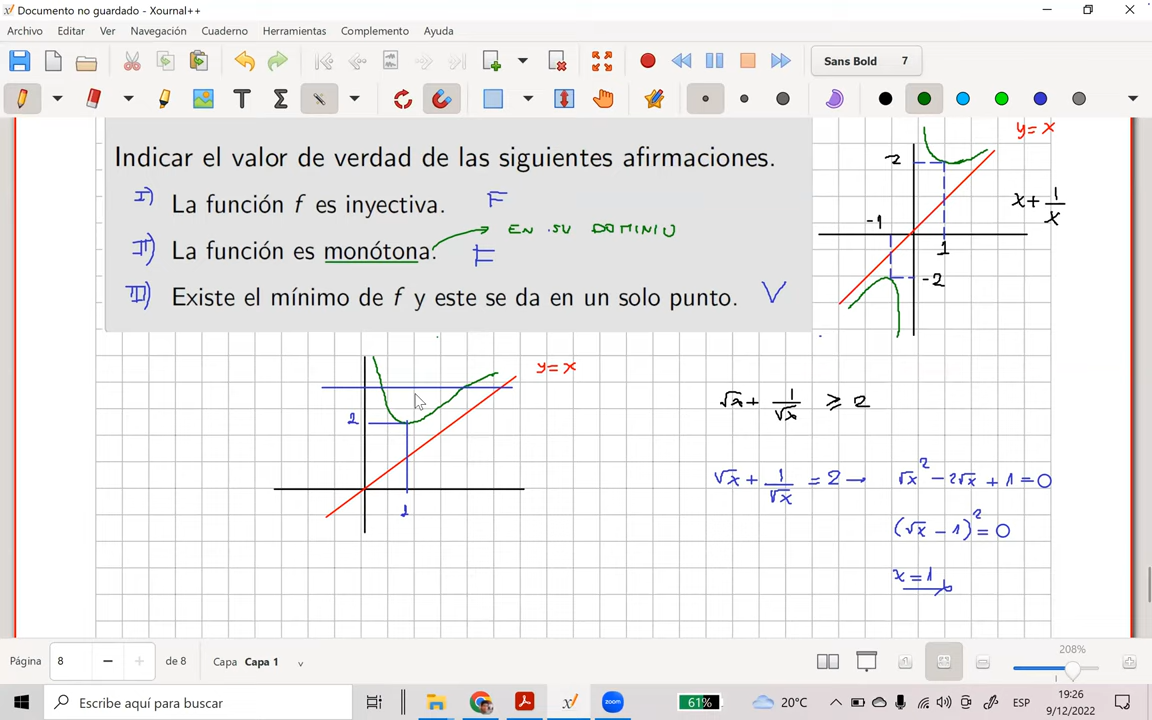 Documento no guardado - Xournal++
Archivo Editar Ver Navegación Cuaderno Herramientas Complemento Ayuda
Sans Bold 7
Indicar el valor de verdad de las siguientes afirmaciones.
I) La función f es inyectiva. F
II) La función es monótona. F
EN SU DOMINIO
III) Existe el mínimo de f y este se da en un solo punto. V
y = x
2
-1
1
-2
x + 1/x
y = x
2
1
√x + 1/√x ≥ 2
√x + 1/√x = 2 → √x² - 2√x + 1 = 0
(√x - 1)² = 0
x = 1
Página 8 de 8 Capa Capa 1
208%
Escribe aquí para buscar
zoom
61%
20°C
ESP
19:26
9/12/2022